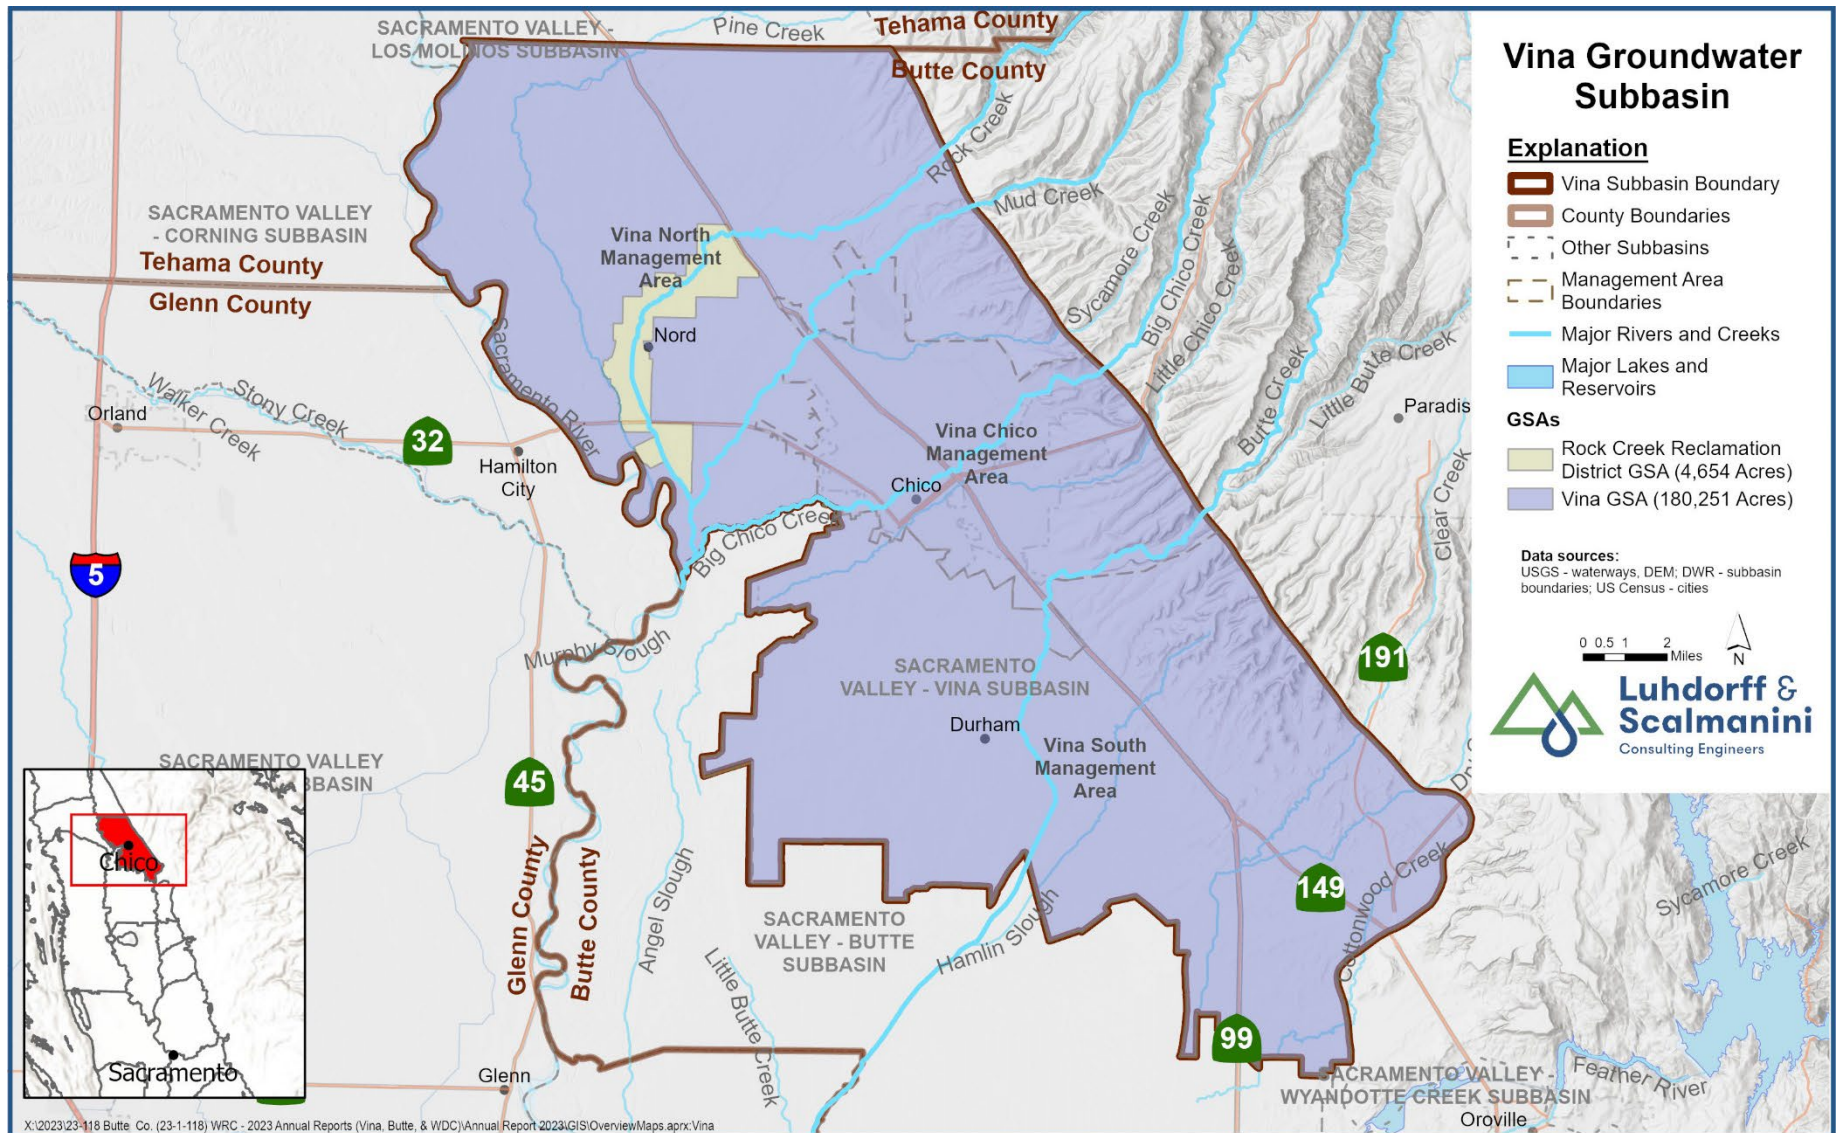 SACRAMENTO VALLEY -
LOS MOLINOS SUBBASIN
Pine Creek
Tehama County
Butte County
Rock Creek
Mud Creek
Sycamore Creek
Big Chico Creek
Little Chico Creek
Butte Creek
Little Butte Creek
Paradis
Clear Creek
SACRAMENTO VALLEY
- CORNING SUBBASIN
Tehama County
Glenn County
Vina North
Management
Area
Nord
Sacramento River
Orland
Walker Creek
Stony Creek
32
Hamilton
City
Vina Chico
Management
Area
Chico
Big Chico Creek
5
Murphy Slough
SACRAMENTO
VALLEY - VINA SUBBASIN
Durham
Vina South
Management
Area
191
SACRAMENTO VALLEY
BBASIN
45
Glenn County
Butte County
Angel Slough
Little Butte Creek
SACRAMENTO
VALLEY - BUTTE
SUBBASIN
Hamlin Slough
149
Cottonwood Creek
99
Sycamore Creek
SACRAMENTO VALLEY -
WYANDOTTE CREEK SUBBASIN
Feather River
Oroville
Glenn
Chico
Sacramento
X:\2023\23-118 Butte_Co. (23-1-118) WRC - 2023 Annual Reports (Vina, Butte, & WDC)\Annual Report 2023\GIS\OverviewMaps.aprx:Vina
Vina Groundwater
Subbasin
Explanation
Vina Subbasin Boundary
County Boundaries
Other Subbasins
Management Area
Boundaries
Major Rivers and Creeks
Major Lakes and
Reservoirs
GSAs
Rock Creek Reclamation
District GSA (4,654 Acres)
Vina GSA (180,251 Acres)
Data sources:
USGS - waterways, DEM; DWR - subbasin
boundaries; US Census - cities
0 0.5 1 2
Miles
N
Luhdorff &
Scalmanini
Consulting Engineers